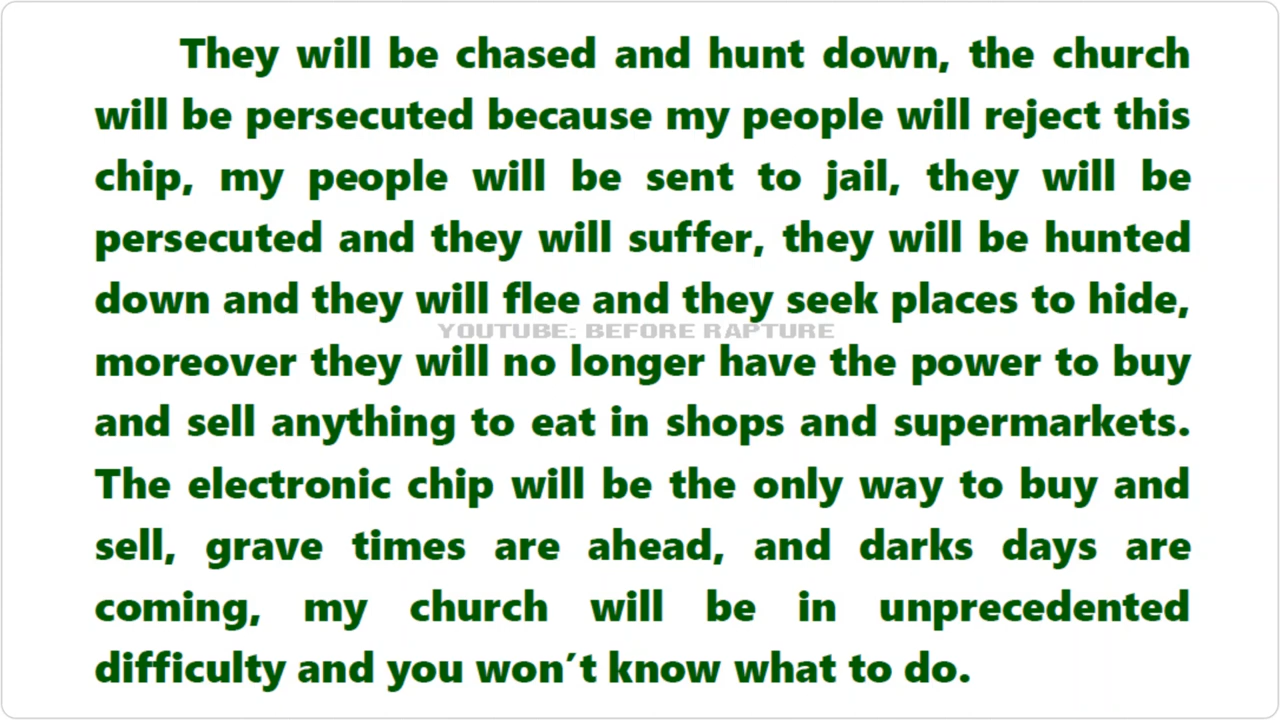 They will be chased and hunt down, the church
will be persecuted because my people will reject this
chip, my people will be sent to jail, they will be
persecuted and they will suffer, they will be hunted
down and they will flee and they seek places to hide,
YOUTUBE: BEFORE RAPTURE
moreover they will no longer have the power to buy
and sell anything to eat in shops and supermarkets.
The electronic chip will be the only way to buy and
sell, grave times are ahead, and darks days are
coming, my church will be in unprecedented
difficulty and you won´t know what to do.